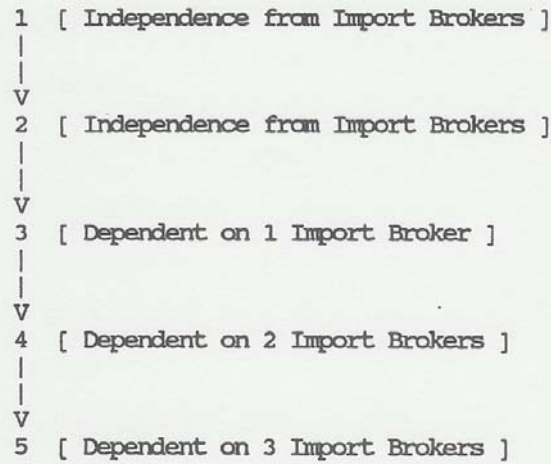 1 [ Independence from Import Brokers ]
|
|
V
2 [ Independence from Import Brokers ]
|
|
V
3 [ Dependent on 1 Import Broker ]
|
|
V
4 [ Dependent on 2 Import Brokers ]
|
|
V
5 [ Dependent on 3 Import Brokers ]